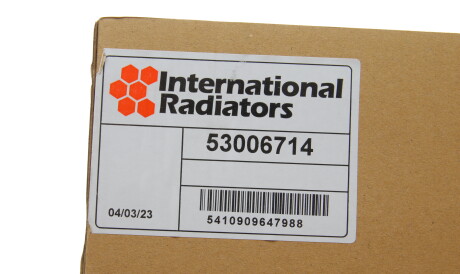 International
Radiators
53006714
04/03/23
5410909647988